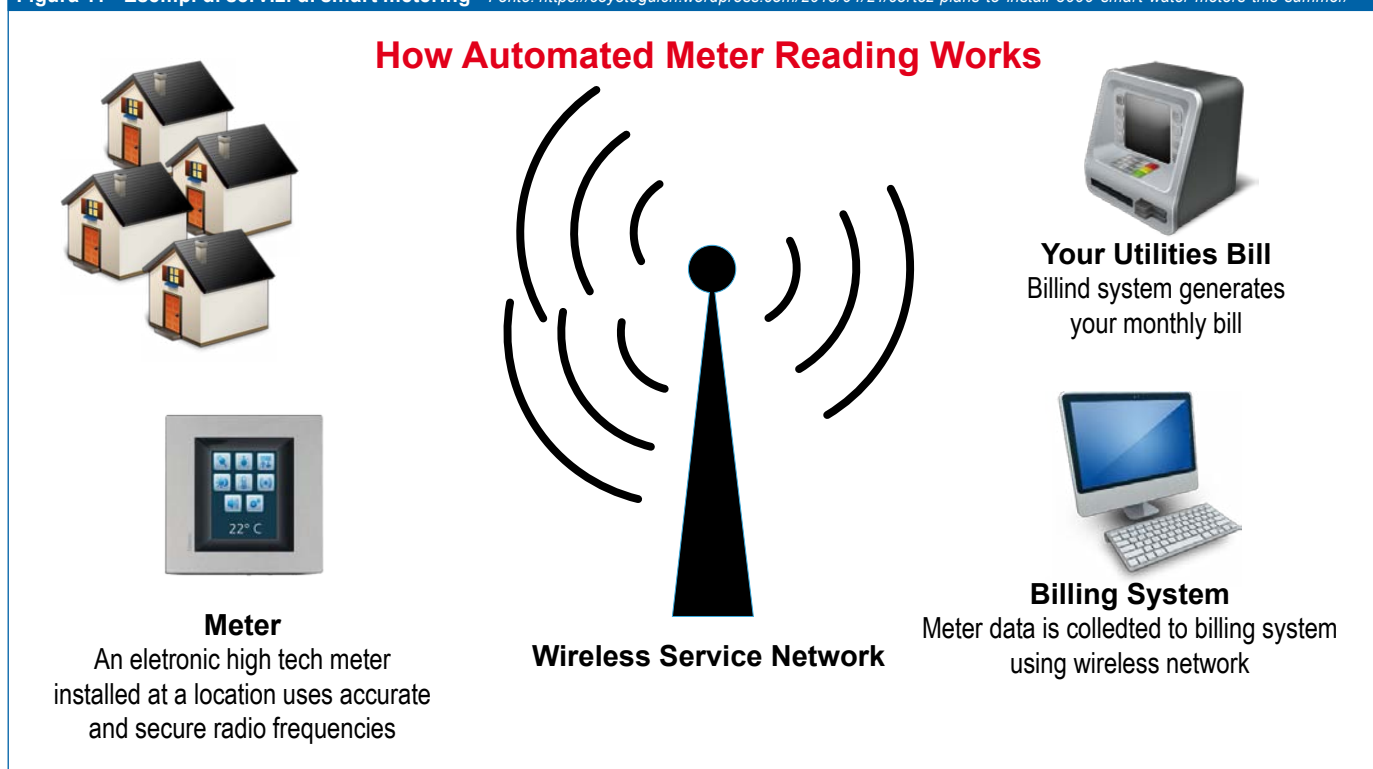 How Automated Meter Reading Works
Your Utilities Bill
Billind system generates
your monthly bill
22° C
Meter
An eletronic high tech meter
installed at a location uses accurate
and secure radio frequencies
Wireless Service Network
Billing System
Meter data is colledted to billing system
using wireless network